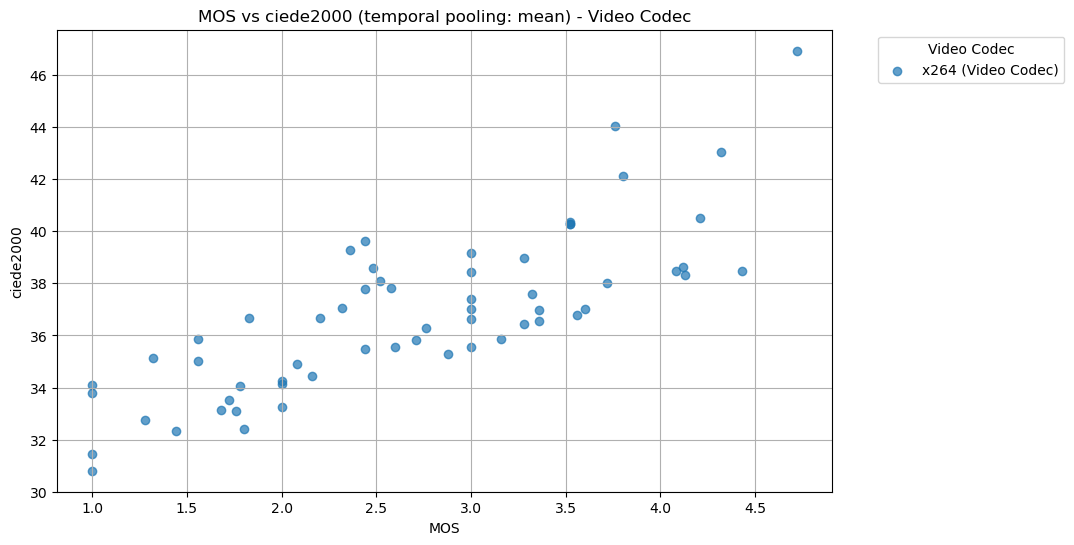 MOS vs ciede2000 (temporal pooling: mean) - Video Codec
Video Codec
x264 (Video Codec)
ciede2000
46
44
42
40
38
36
34
32
30
1.0 1.5 2.0 2.5 3.0 3.5 4.0 4.5
MOS